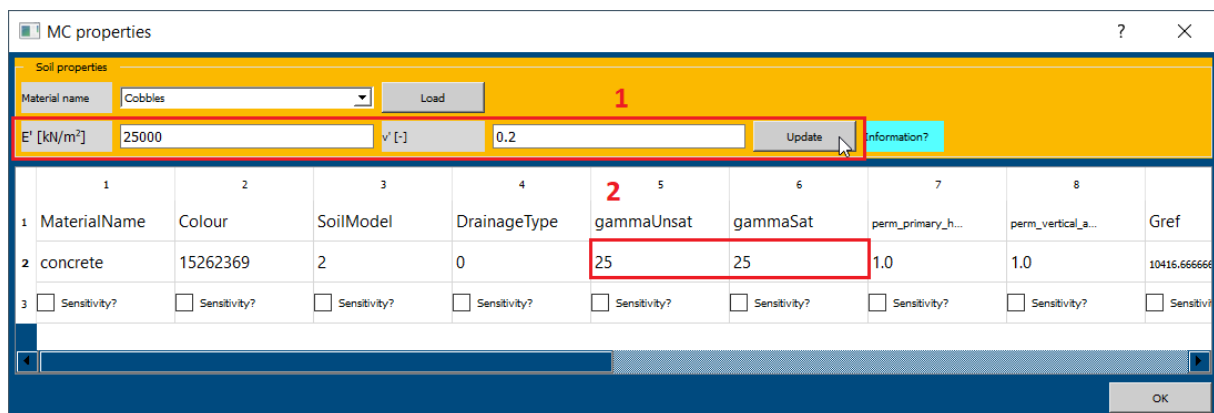 MC properties ? ×
Soil properties
Material name Cobbles Load 1
E' [kN/m²] 25000 v' [-] 0.2 Update Information?
1 2 3 4 2 5 6 7 8
1 MaterialName Colour SoilModel DrainageType gammaUnsat gammaSat perm_primary_h... perm_vertical_a... Gref
2 concrete 15262369 2 0 25 25 1.0 1.0 10416.666666
3 Sensitivity? Sensitivity? Sensitivity? Sensitivity? Sensitivity? Sensitivity? Sensitivity? Sensitivity? Sensitivi
OK